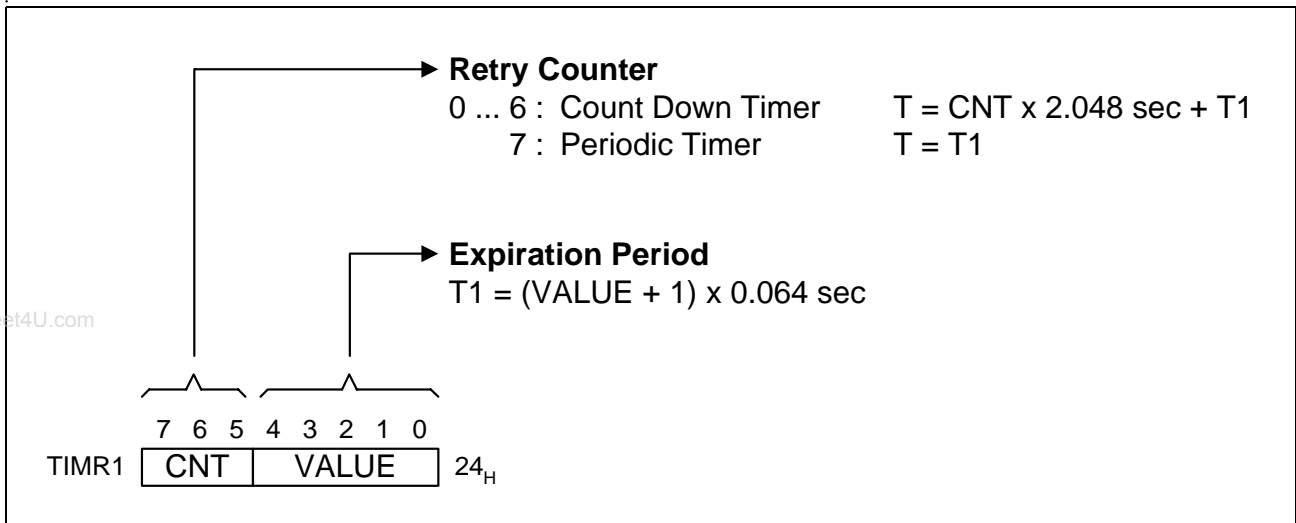 Retry Counter
0 ... 6 : Count Down Timer T = CNT x 2.048 sec + T1
7 : Periodic Timer T = T1
Expiration Period
T1 = (VALUE + 1) x 0.064 sec
et4U.com
7 6 5 4 3 2 1 0
TIMR1 CNT VALUE 24H